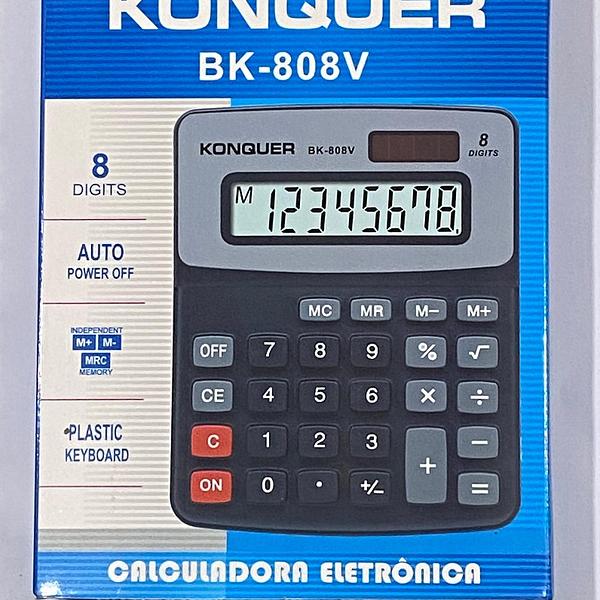 KONQUER
BK-808V
8
DIGITS
AUTO
POWER OFF
INDEPENDENT
M+ M-
MRC
MEMORY
PLASTIC
KEYBOARD
KONQUER BK-808V
8
DIGITS
M 12345678.
MC MR M− M+
OFF 7 8 9 % √
CE 4 5 6 × ÷
C 1 2 3 + −
ON 0 • +/− =
CALCULADORA ELETRÔNICA